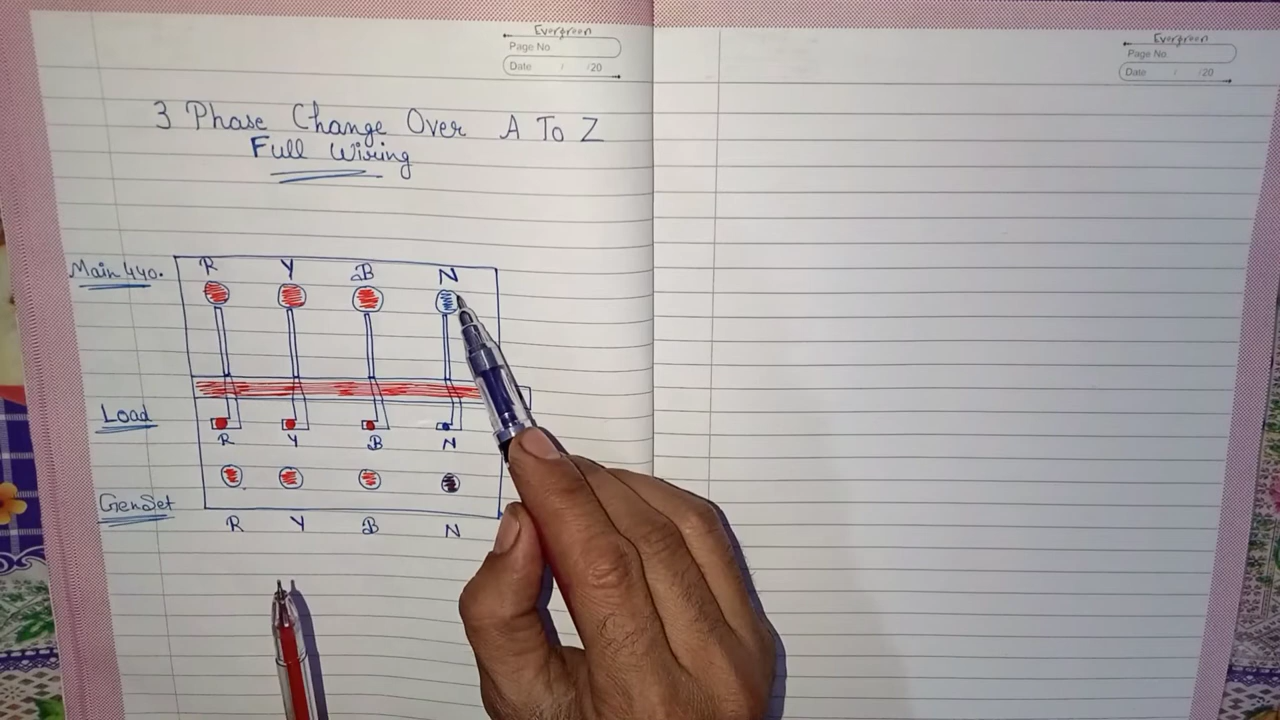 Evergreen
Page No
Date / /20
Evergreen
Page No
Date / /20
3 Phase Change Over A To Z
Full Wiring
Main 440.
R Y B N
Load
R Y B N
GenSet
R Y B N